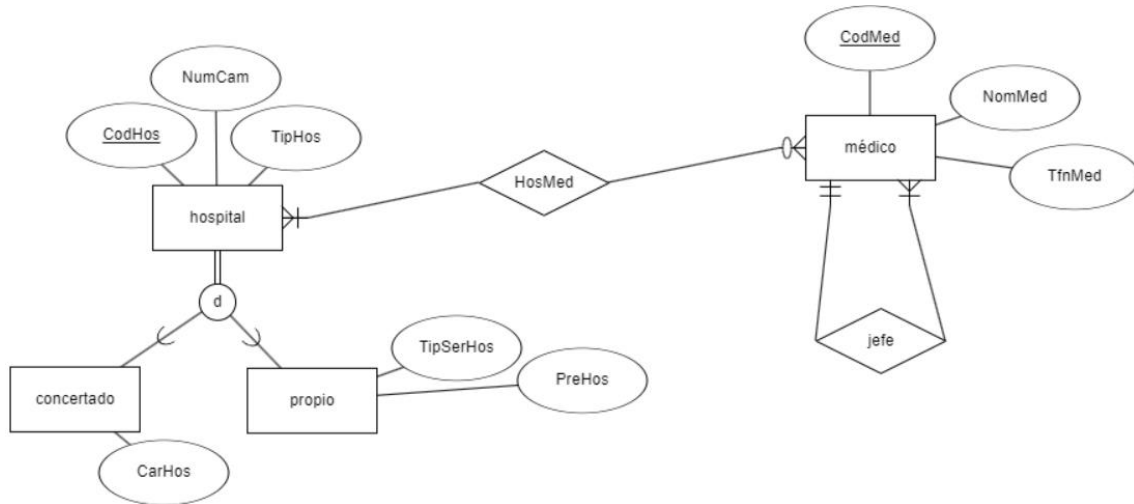 CodMed
NumCam
NomMed
CodHos
TipHos
médico
HosMed
TfnMed
hospital
d
jefe
TipSerHos
PreHos
concertado
propio
CarHos